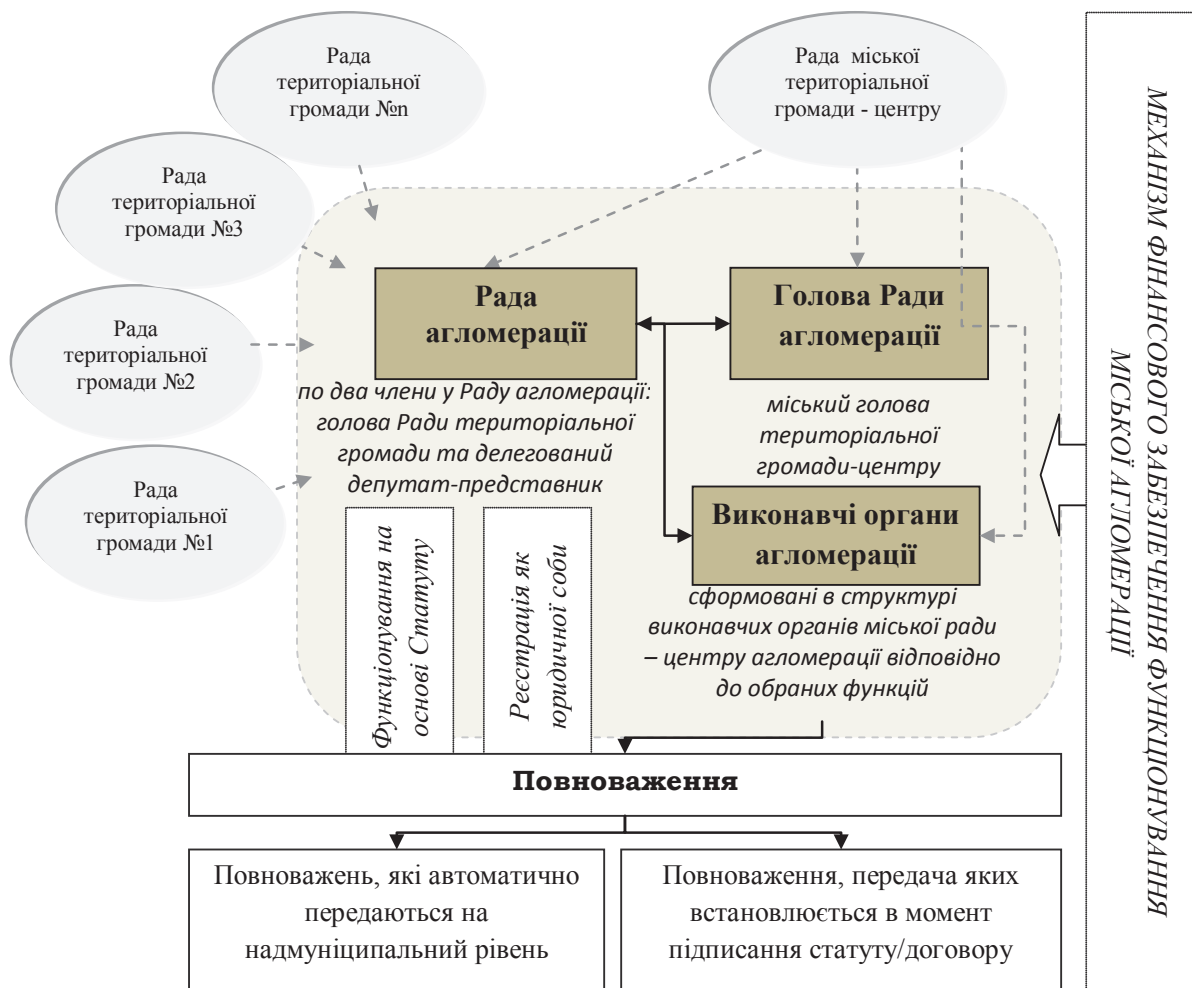 Рада
територіальної
громади №n
Рада міської
територіальної
громади - центру
Рада
територіальної
громади №3
Рада
територіальної
громади №2
Рада
територіальної
громади №1
Рада
агломерації
по два члени у Раду агломерації:
голова Ради територіальної
громади та делегований
депутат-представник
Голова Ради
агломерації
міський голова
територіальної
громади-центру
Виконавчі органи
агломерації
сформовані в структурі
виконавчих органів міської ради
– центру агломерації відповідно
до обраних функцій
Функціонування на
основі Статуту
Реєстрація як
юридичної соби
Повноваження
Повноважень, які автоматично
передаються на
надмуніципальний рівень
Повноваження, передача яких
встановлюється в момент
підписання статуту/договору
МЕХАНІЗМ ФІНАНСОВОГО ЗАБЕЗПЕЧЕННЯ ФУНКЦІОНУВАННЯ
МІСЬКОЇ АГЛОМЕРАЦІЇ